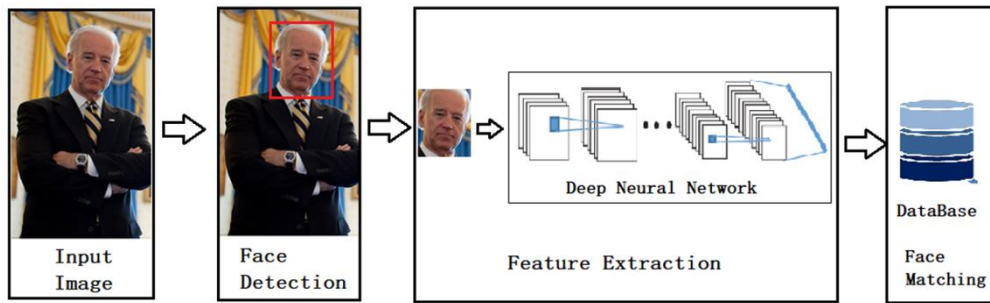 Input
Image
Face
Detection
Deep Neural Network
Feature Extraction
DataBase
Face
Matching